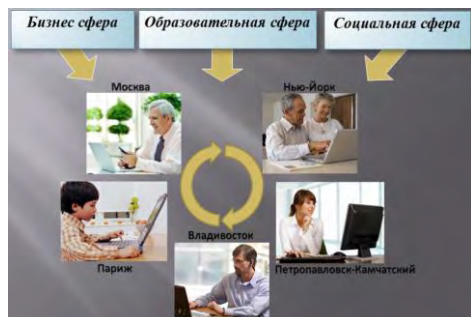 Бизнес сфера
Образовательная сфера
Социальная сфера
Москва
Нью-Йорк
Париж
Владивосток
Петропавловск-Камчатский